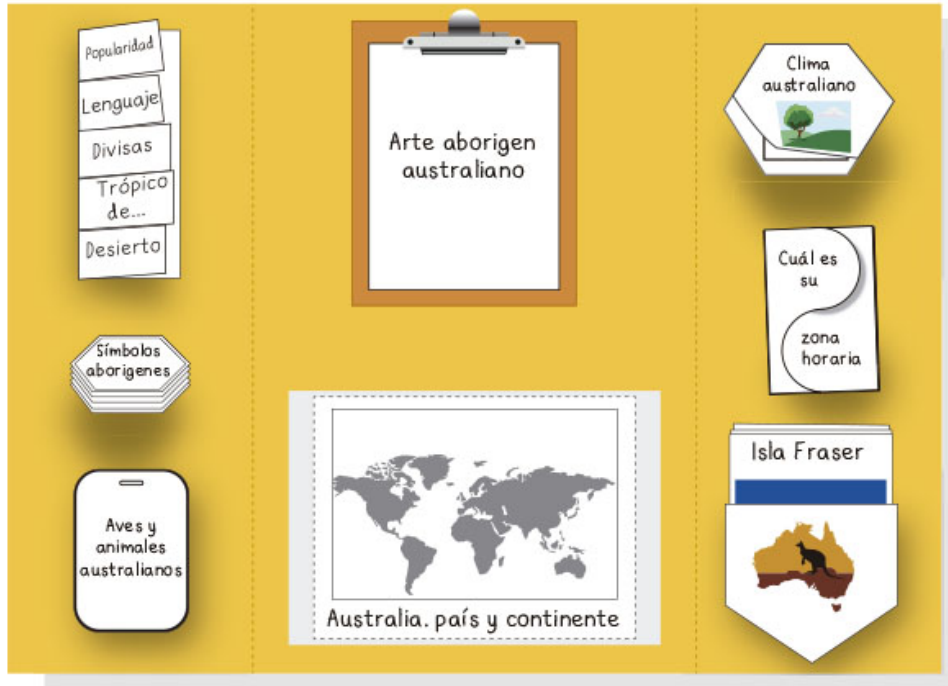 Popularidad
Lenguaje
Divisas
Trópico
de...
Desierto
Símbolos
aborigenes
Aves y
animales
australianos
Arte aborigen
australiano
Australia. país y continente
Clima
australiano
Cuál es
su
zona
horaria
Isla Fraser